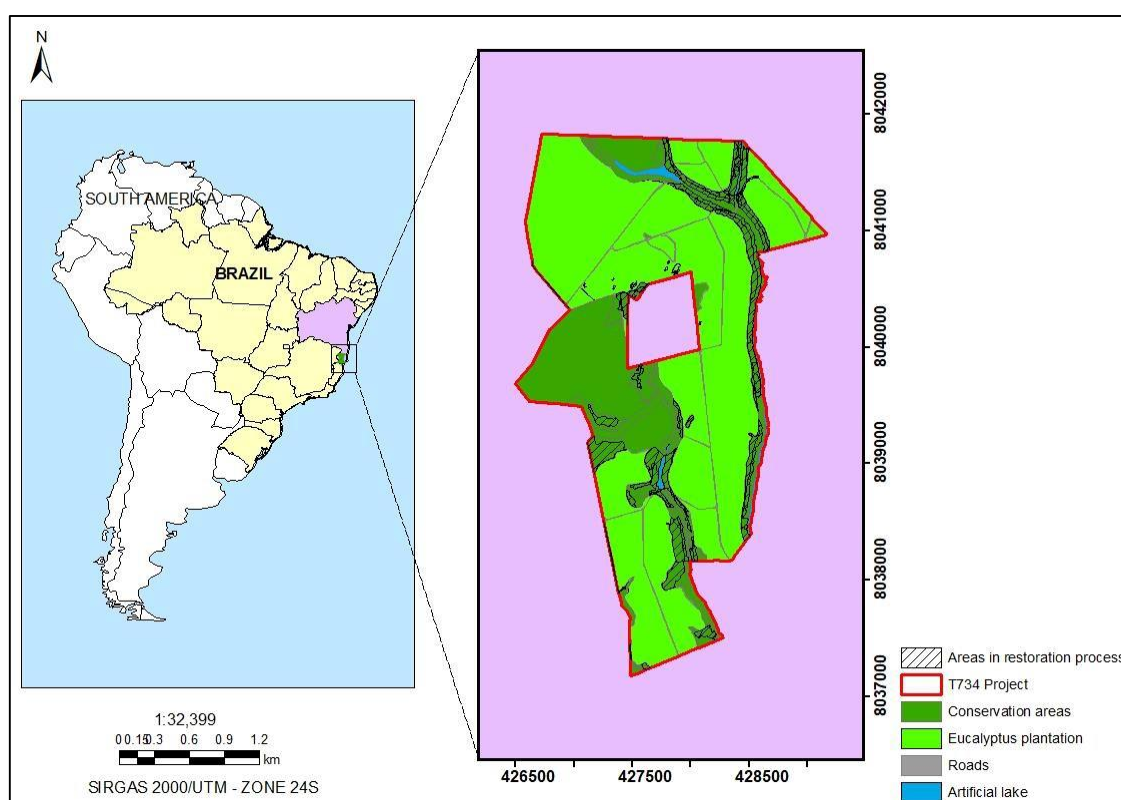 N
SOUTH AMERICA
BRAZIL
1:32,399
0 0.15 0.3 0.6 0.9 1.2
km
SIRGAS 2000/UTM - ZONE 24S
8042000
8041000
8040000
8039000
8038000
8037000
426500 427500 428500
Areas in restoration process
T734 Project
Conservation areas
Eucalyptus plantation
Roads
Artificial lake